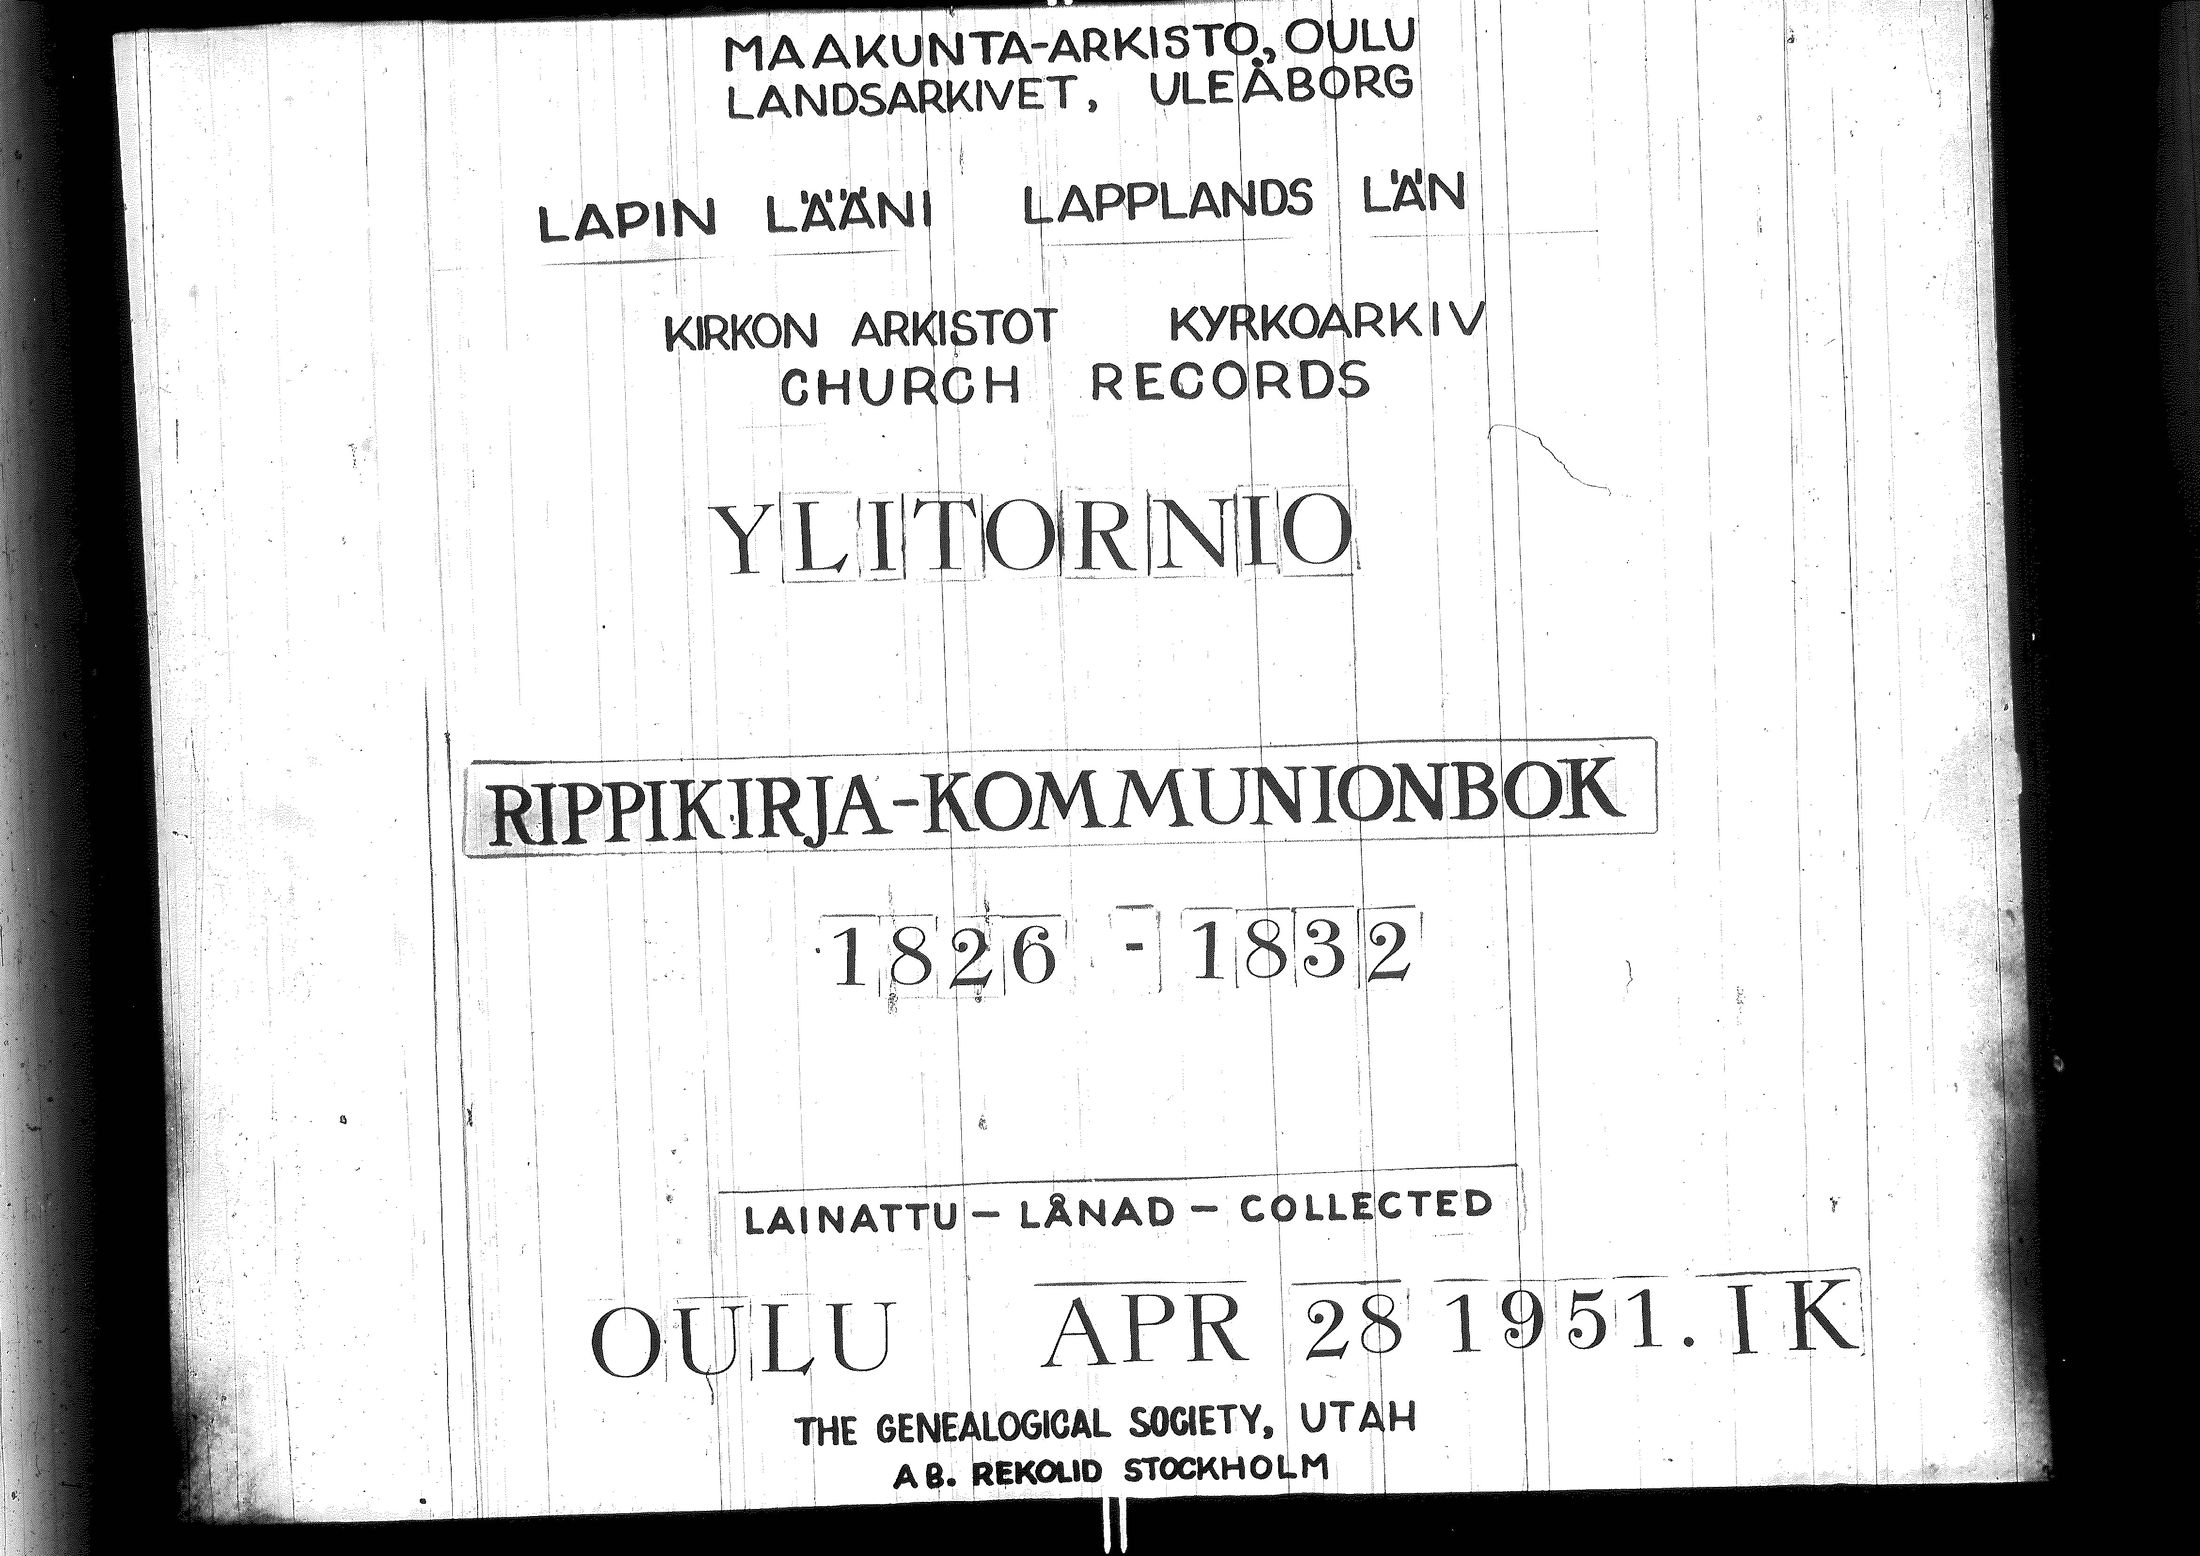 MAAKUNTA-ARKISTO, OULU
LANDSARKIVET, ULEÅBORG
LAPIN LÄÄNI LAPPLANDS LÄN
KIRKON ARKISTOT KYRKOARKIV
CHURCH RECORDS
YLITORNIO
RIPPIKIRJA-KOMMUNIONBOK
1826 - 1832
LAINATTU - LÅNAD - COLLECTED
OULU APR 28 1951. IK
THE GENEALOGICAL SOCIETY, UTAH
AB. REKOLID STOCKHOLM